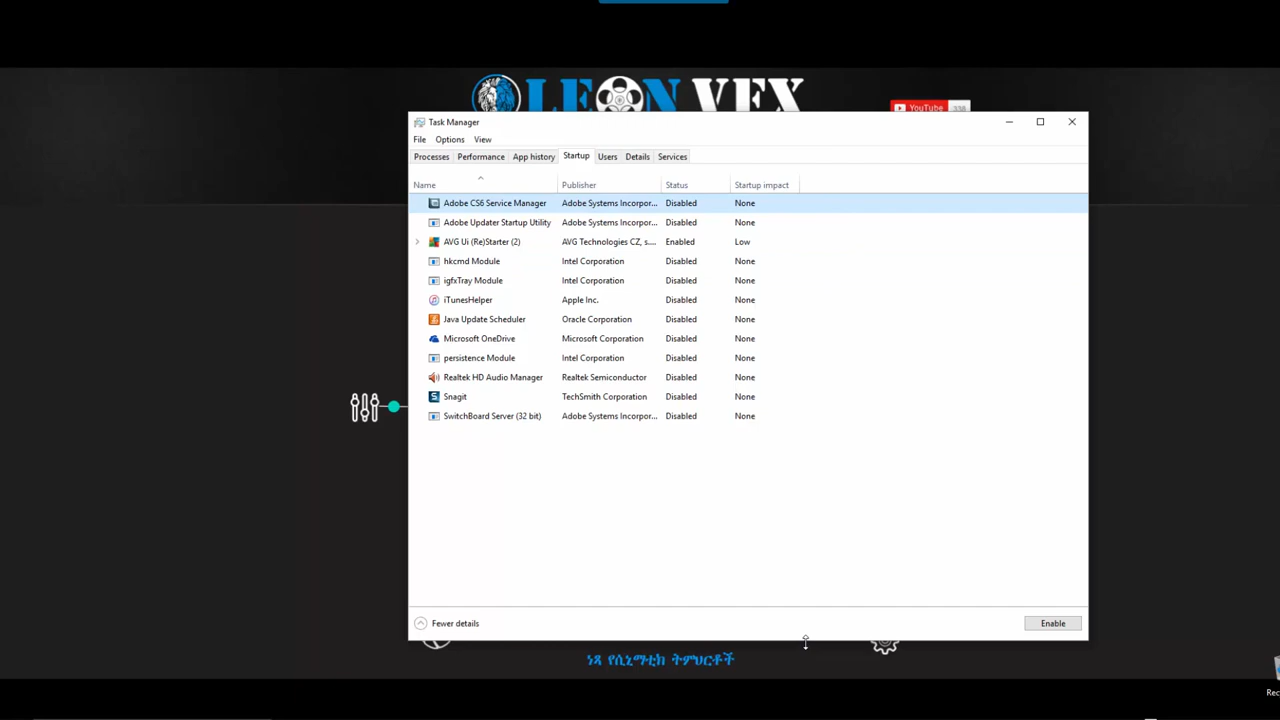 LEON VFX
YouTube 338
Task Manager
File Options View
Processes Performance App history Startup Users Details Services
Name Publisher Status Startup impact
Adobe CS6 Service Manager Adobe Systems Incorpor... Disabled None
Adobe Updater Startup Utility Adobe Systems Incorpor... Disabled None
AVG Ui (Re)Starter (2) AVG Technologies CZ, s.... Enabled Low
hkcmd Module Intel Corporation Disabled None
igfxTray Module Intel Corporation Disabled None
iTunesHelper Apple Inc. Disabled None
Java Update Scheduler Oracle Corporation Disabled None
Microsoft OneDrive Microsoft Corporation Disabled None
persistence Module Intel Corporation Disabled None
Realtek HD Audio Manager Realtek Semiconductor Disabled None
Snagit TechSmith Corporation Disabled None
SwitchBoard Server (32 bit) Adobe Systems Incorpor... Disabled None
Fewer details Enable
ነጻ የሲኒማቲክ ትምህርቶች
Rec